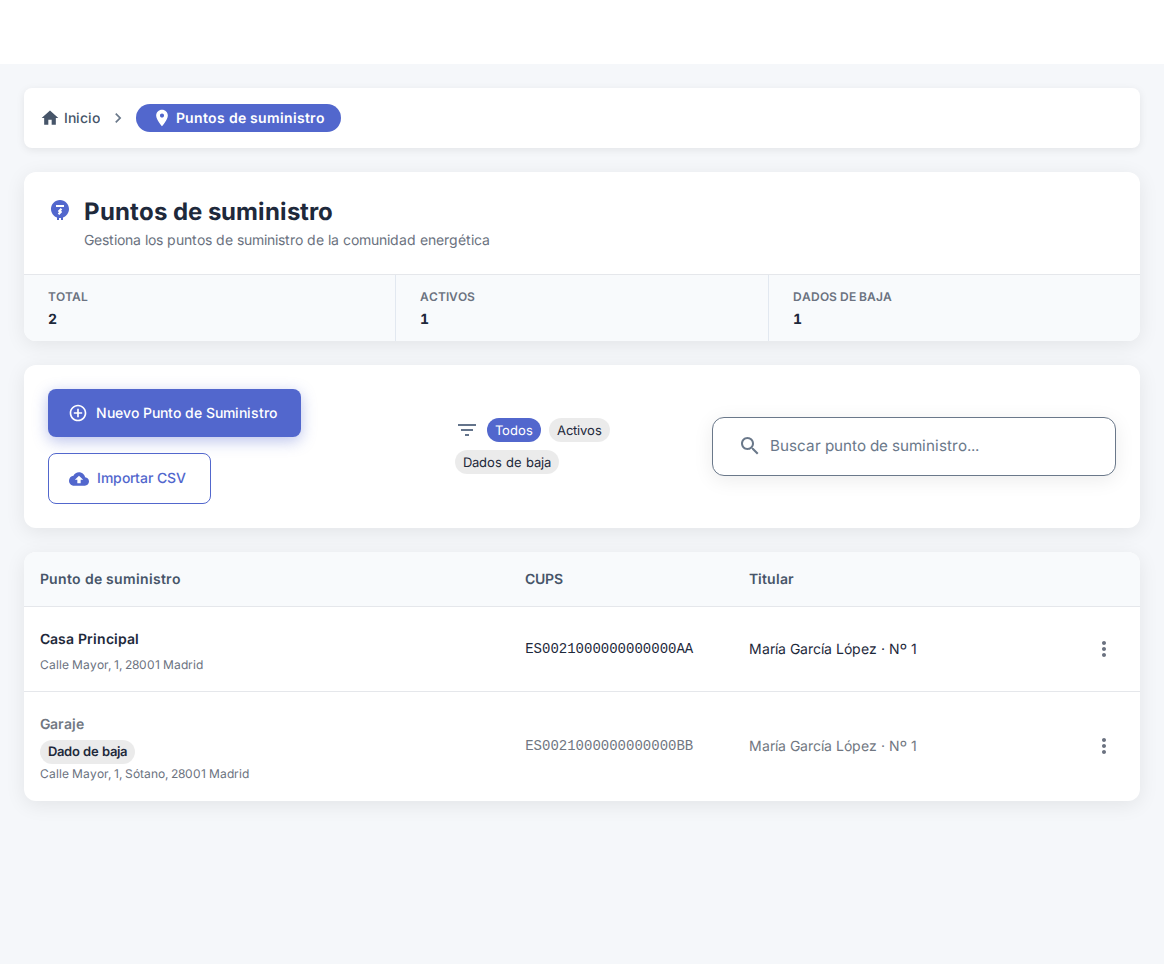 Inicio
Puntos de suministro
Puntos de suministro
Gestiona los puntos de suministro de la comunidad energética
TOTAL
2
ACTIVOS
1
DADOS DE BAJA
1
Nuevo Punto de Suministro
Importar CSV
Todos
Activos
Dados de baja
Buscar punto de suministro...
Punto de suministro
CUPS
Titular
Casa Principal
Calle Mayor, 1, 28001 Madrid
ES0021000000000000AA
María García López · Nº 1
Garaje
Dado de baja
Calle Mayor, 1, Sótano, 28001 Madrid
ES0021000000000000BB
María García López · Nº 1